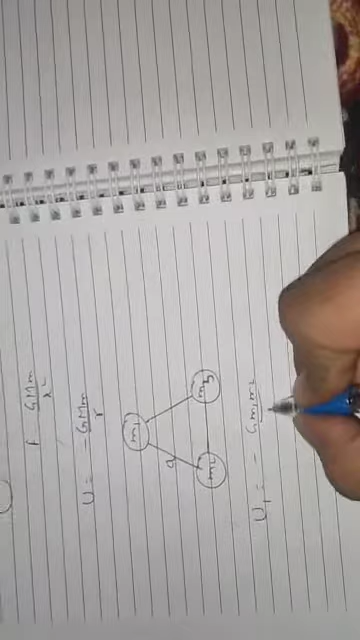 F GMm
r²
U = - GMm
r
m₁
a
m₂
m₃
U₁ = - Gm₁m₂